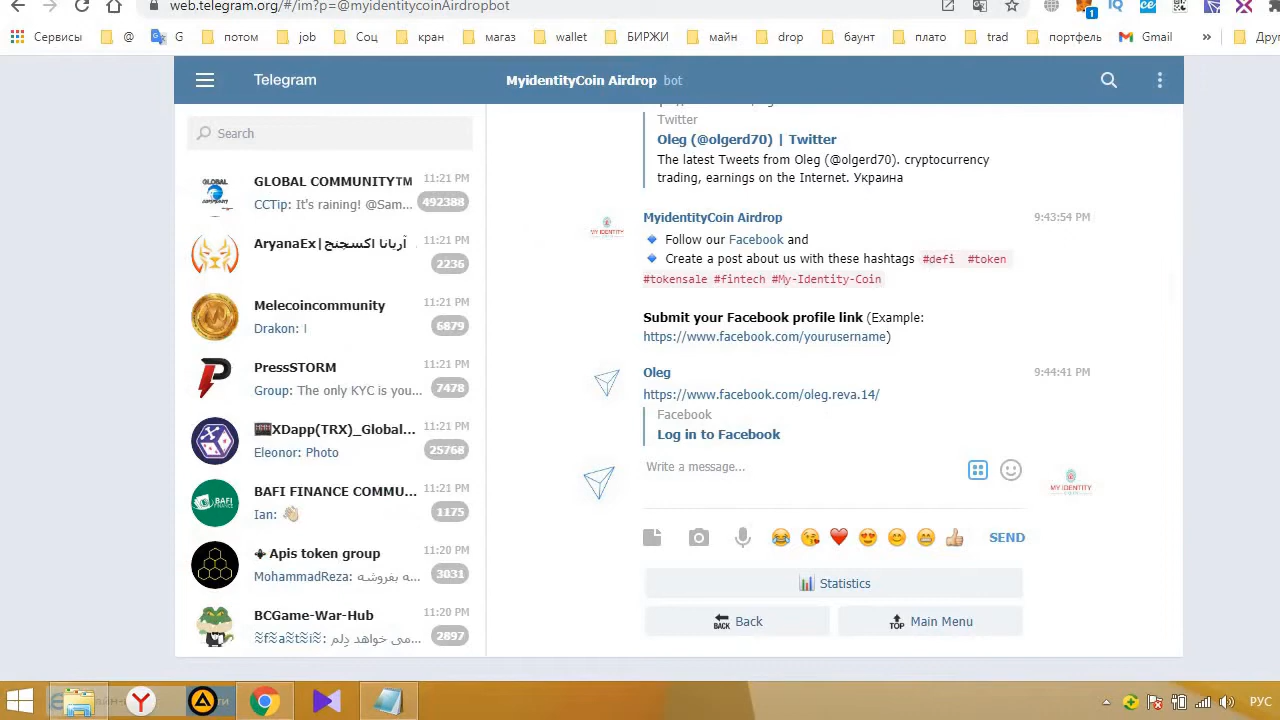 web.telegram.org/#/im?p=@myidentitycoinAirdropbot
Сервисы @ G потом job Соц кран магаз wallet БИРЖИ майн drop баунт плато trad портфель Gmail » Друг
Telegram
MyidentityCoin Airdrop bot
Search
GLOBAL COMMUNITY™ 11:21 PM
CCTip: It's raining! @Sam... 492388
AryanaEx|آریانا اکسچنج 11:21 PM
2236
Melecoincommunity 11:21 PM
Drakon: I 6879
PressSTORM 11:21 PM
Group: The only KYC is you... 7478
XDapp(TRX)_Global... 11:21 PM
Eleonor: Photo 25768
BAFI FINANCE COMMU... 11:21 PM
Ian: 👋 1175
Apis token group 11:20 PM
MohammadReza: به بفروشه... 3031
BCGame-War-Hub 11:20 PM
می خواهد دِلم... 2897
Twitter
Oleg (@olgerd70) | Twitter
The latest Tweets from Oleg (@olgerd70). cryptocurrency
trading, earnings on the Internet. Украина
MyidentityCoin Airdrop 9:43:54 PM
🔹 Follow our Facebook and
🔹 Create a post about us with these hashtags #defi #token
#tokensale #fintech #My-Identity-Coin
Submit your Facebook profile link (Example:
https://www.facebook.com/yourusername)
Oleg 9:44:41 PM
https://www.facebook.com/oleg.reva.14/
Facebook
Log in to Facebook
Write a message...
MY IDENTITY
😂 😘 ❤️ 😍 😊 😁 👍 SEND
📊 Statistics
🔙 Back 🔝 Main Menu
РУС